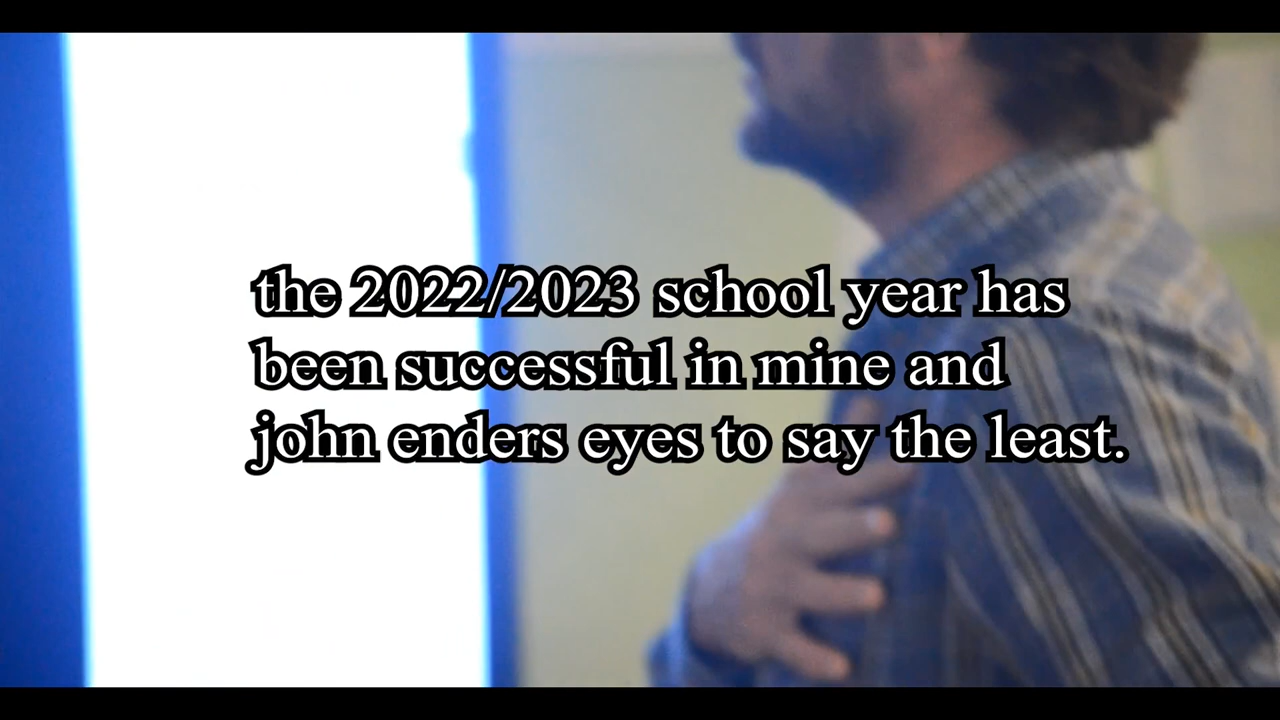 the 2022/2023 school year has
been successful in mine and
john enders eyes to say the least.